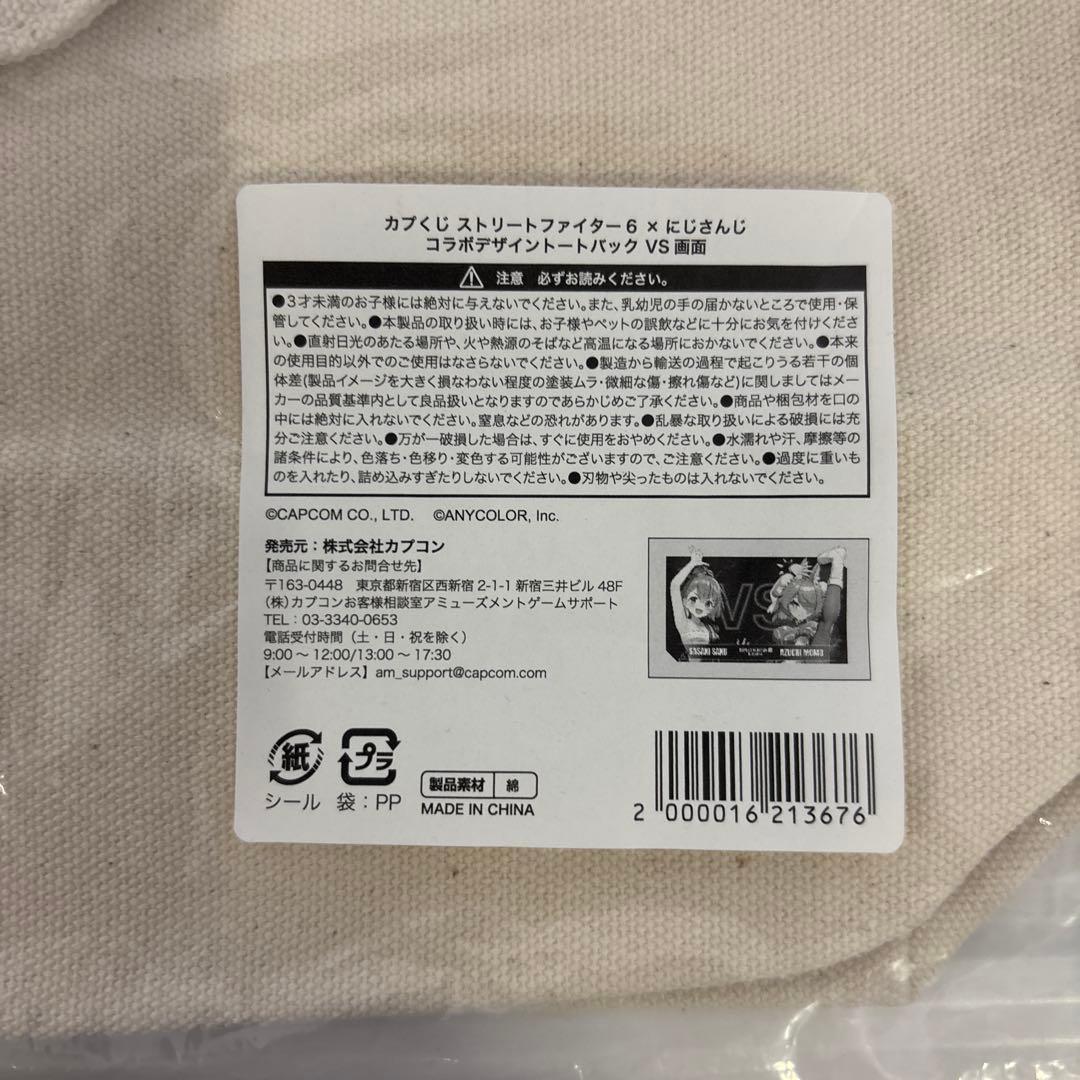 カプくじ ストリートファイター6 × にじさんじ
コラボデザイントートバック VS 画面
注意 必ずお読みください。
●3才未満のお子様には絶対に与えないでください。また、乳幼児の手の届かないところで使用・保
管してください。●本製品の取り扱い時には、お子様やペットの誤飲などに十分にお気を付けくださ
い。●直射日光のあたる場所や、火や熱源のそばなど高温になる場所におかないでください。●本来
の使用目的以外でのご使用はなさらないでください。●製造から輸送の過程で起こりうる若干の個
体差(製品イメージを大きく損なわない程度の塗装ムラ・微細な傷・擦れ傷など)に関しましてはメー
カーの品質基準内として良品扱いとなりますのであらかじめご了承ください。●商品や梱包材を口の
中には絶対に入れないでください。窒息などの恐れがあります。●乱暴な取り扱いによる破損には充
分ご注意ください。●万が一破損した場合は、すぐに使用をおやめください。●水濡れや汗、摩擦等の
諸条件により、色落ち・色移り・変色する可能性がございますので、ご注意ください。●過度に重いも
のを入れたり、詰め込みすぎたりしないでください。●刃物や尖ったものは入れないでください。
©CAPCOM CO., LTD. ©ANYCOLOR, Inc.
発売元：株式会社カプコン
【商品に関するお問合せ先】
〒163-0448 東京都新宿区西新宿 2-1-1 新宿三井ビル 48F
(株)カプコンお客様相談室アミューズメントゲームサポート
TEL：03-3340-0653
電話受付時間（土・日・祝を除く）
9:00～12:00/13:00～17:30
【メールアドレス】am_support@capcom.com
VS
SASAKI SAKU
AZUCHI MOMO
紙
プラ
シール 袋：PP
製品素材 綿
MADE IN CHINA
2 000016 213676